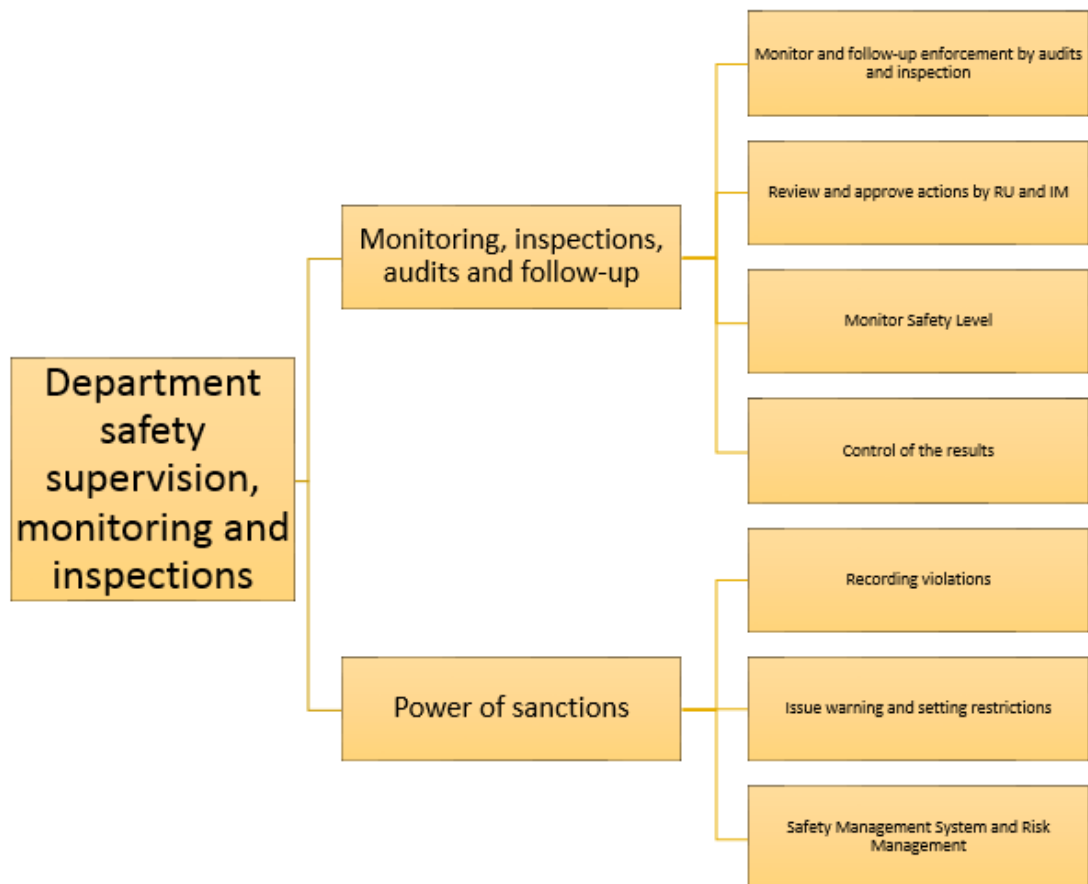 Monitor and follow-up enforcement by audits
and inspection
Review and approve actions by RU and IM
Monitoring, inspections,
audits and follow-up
Monitor Safety Level
Department
safety
supervision,
monitoring and
inspections
Control of the results
Recording violations
Power of sanctions
Issue warning and setting restrictions
Safety Management System and Risk
Management